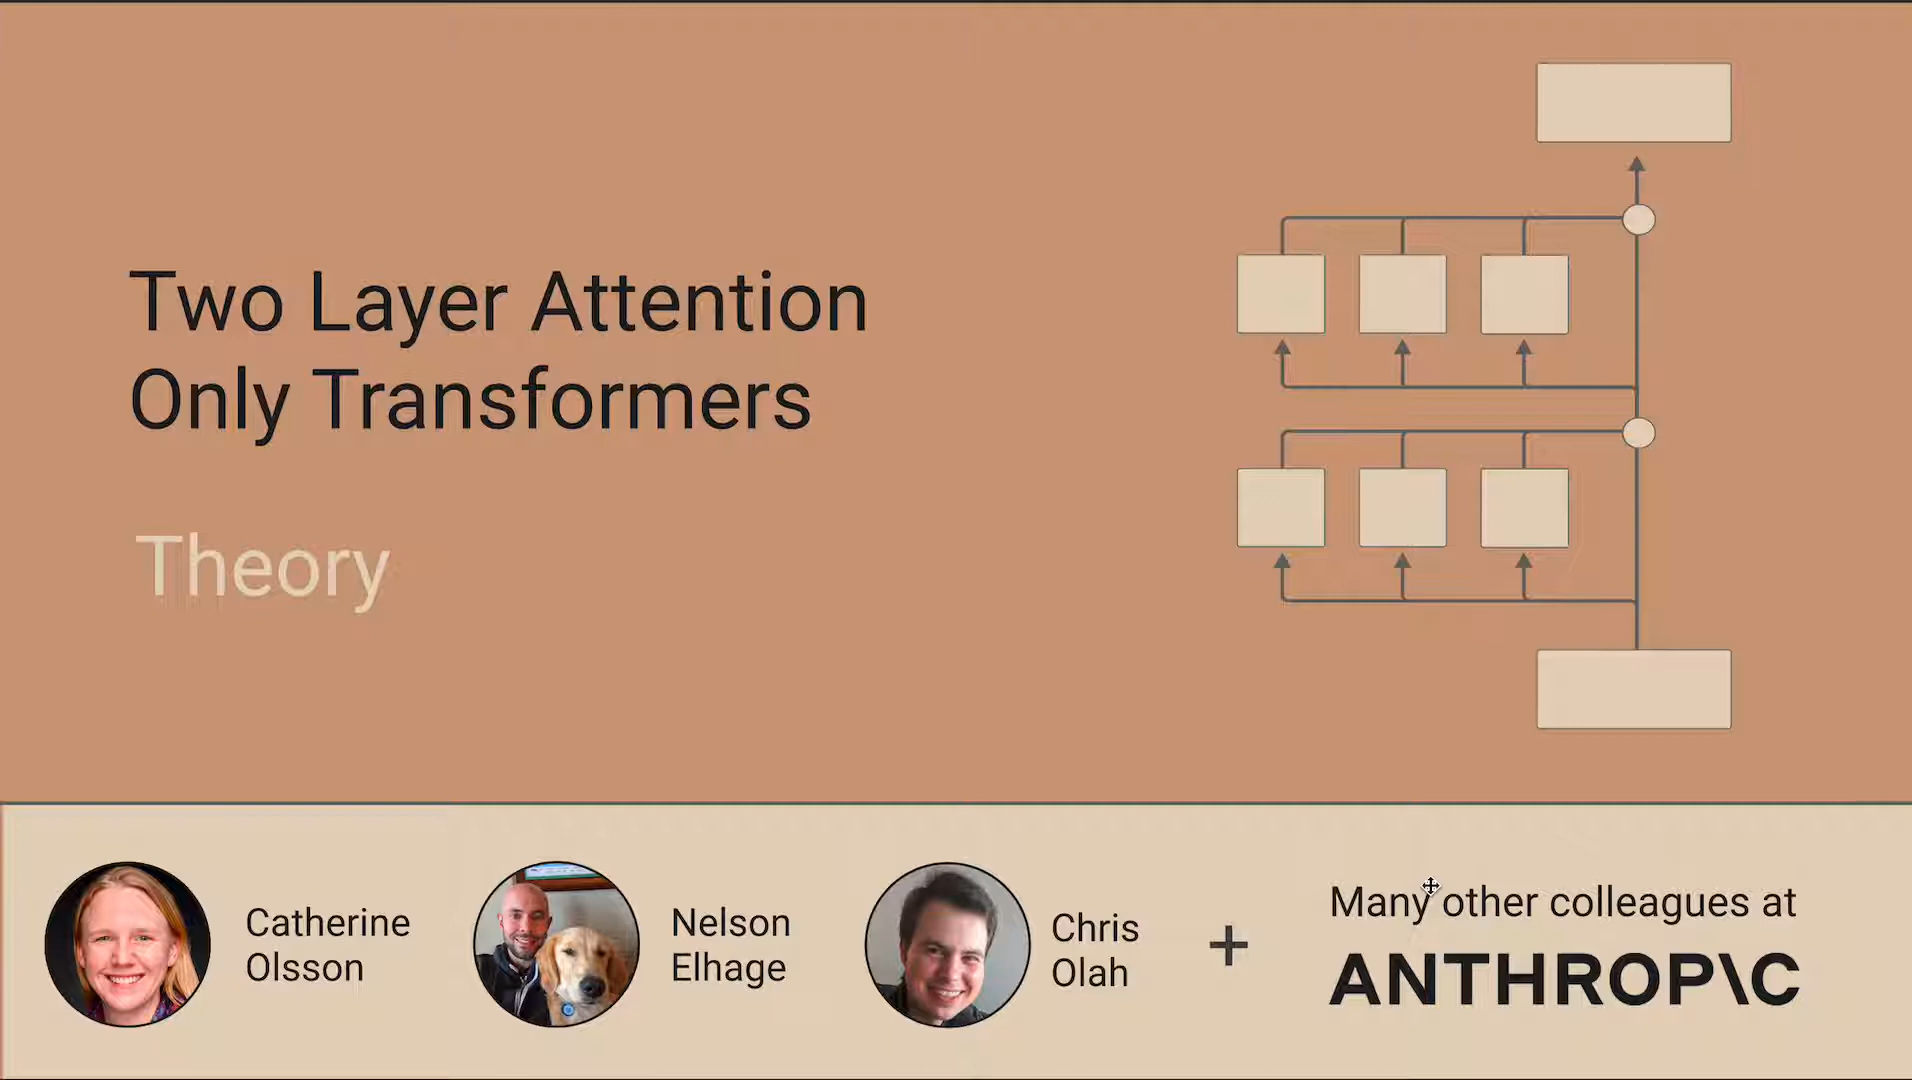 Two Layer Attention
Only Transformers
Theory
Catherine
Olsson
Nelson
Elhage
Chris
Olah
+
Many other colleagues at
ANTHROP\C